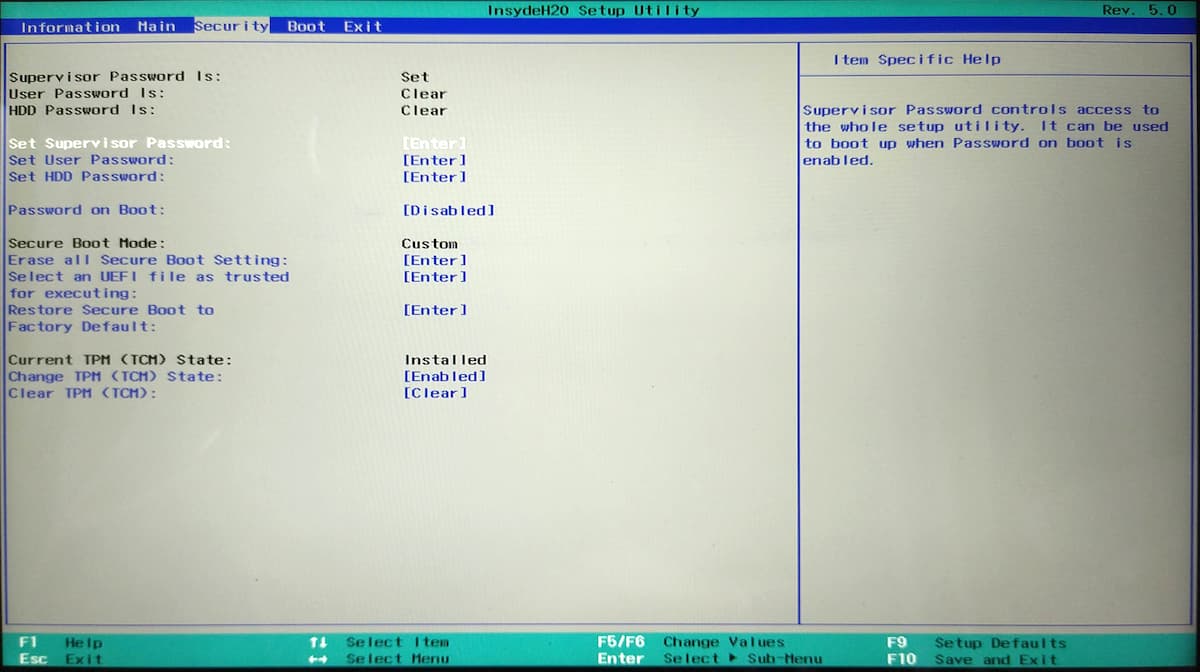 InsydeH20 Setup Utility Rev. 5.0
Information Main Security Boot Exit
Item Specific Help
Supervisor Password Is: Set
User Password Is: Clear
HDD Password Is: Clear
Set Supervisor Password: [Enter]
Set User Password: [Enter]
Set HDD Password: [Enter]
Password on Boot: [Disabled]
Secure Boot Mode: Custom
Erase all Secure Boot Setting: [Enter]
Select an UEFI file as trusted [Enter]
for executing:
Restore Secure Boot to [Enter]
Factory Default:
Current TPM (TCM) State: Installed
Change TPM (TCM) State: [Enabled]
Clear TPM (TCM): [Clear]
Supervisor Password controls access to
the whole setup utility. It can be used
to boot up when Password on boot is
enabled.
F1 Help ↑↓ Select Item F5/F6 Change Values F9 Setup Defaults
Esc Exit ←→ Select Menu Enter Select ▶ Sub-Menu F10 Save and Exit